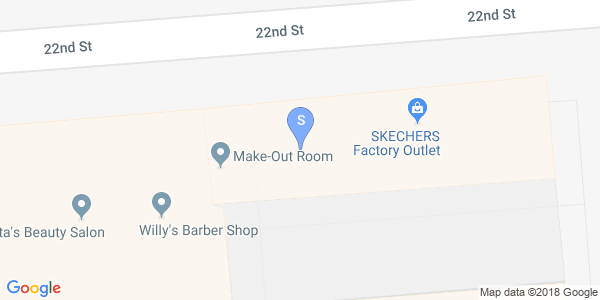 22nd St
22nd St
22nd St
S
SKECHERS
Factory Outlet
Make-Out Room
Willy's Barber Shop
ta's Beauty Salon
Google
Map data ©2018 Google